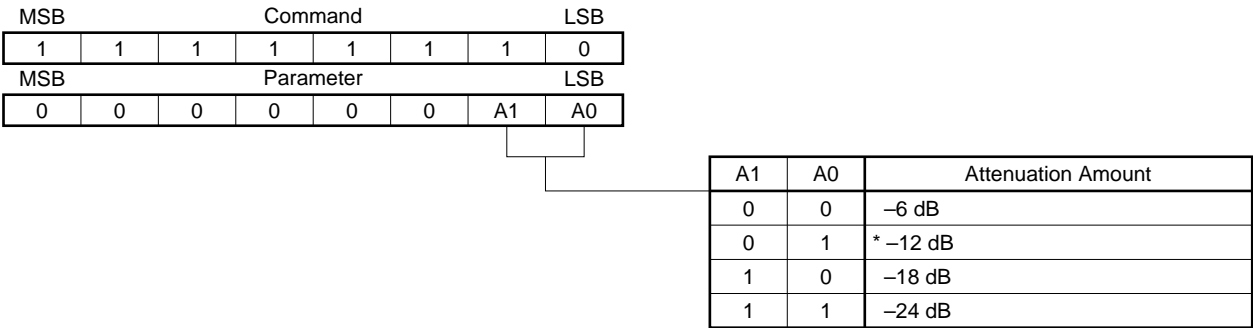 MSB Command LSB
1 1 1 1 1 1 1 0
MSB Parameter LSB
0 0 0 0 0 0 A1 A0
A1 A0 Attenuation Amount
0 0 –6 dB
0 1 * –12 dB
1 0 –18 dB
1 1 –24 dB